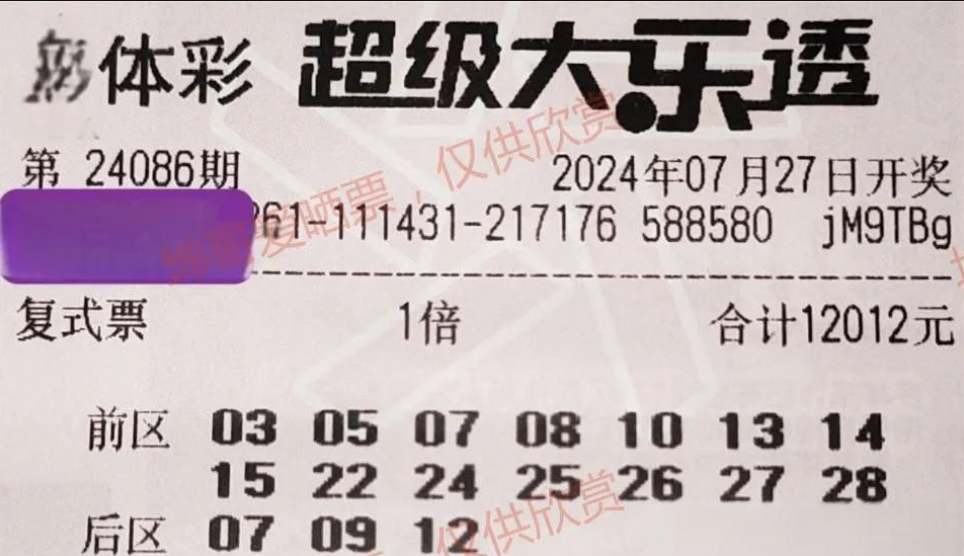 体彩 超级大乐透
第 24086期 2024年07月27日开奖
61-111431-217176 588580 jM9TBg
复式票 1倍 合计12012元
前区 03 05 07 08 10 13 14
15 22 24 25 26 27 28
后区 07 09 12
爱晒票，仅供欣赏
仅供欣赏